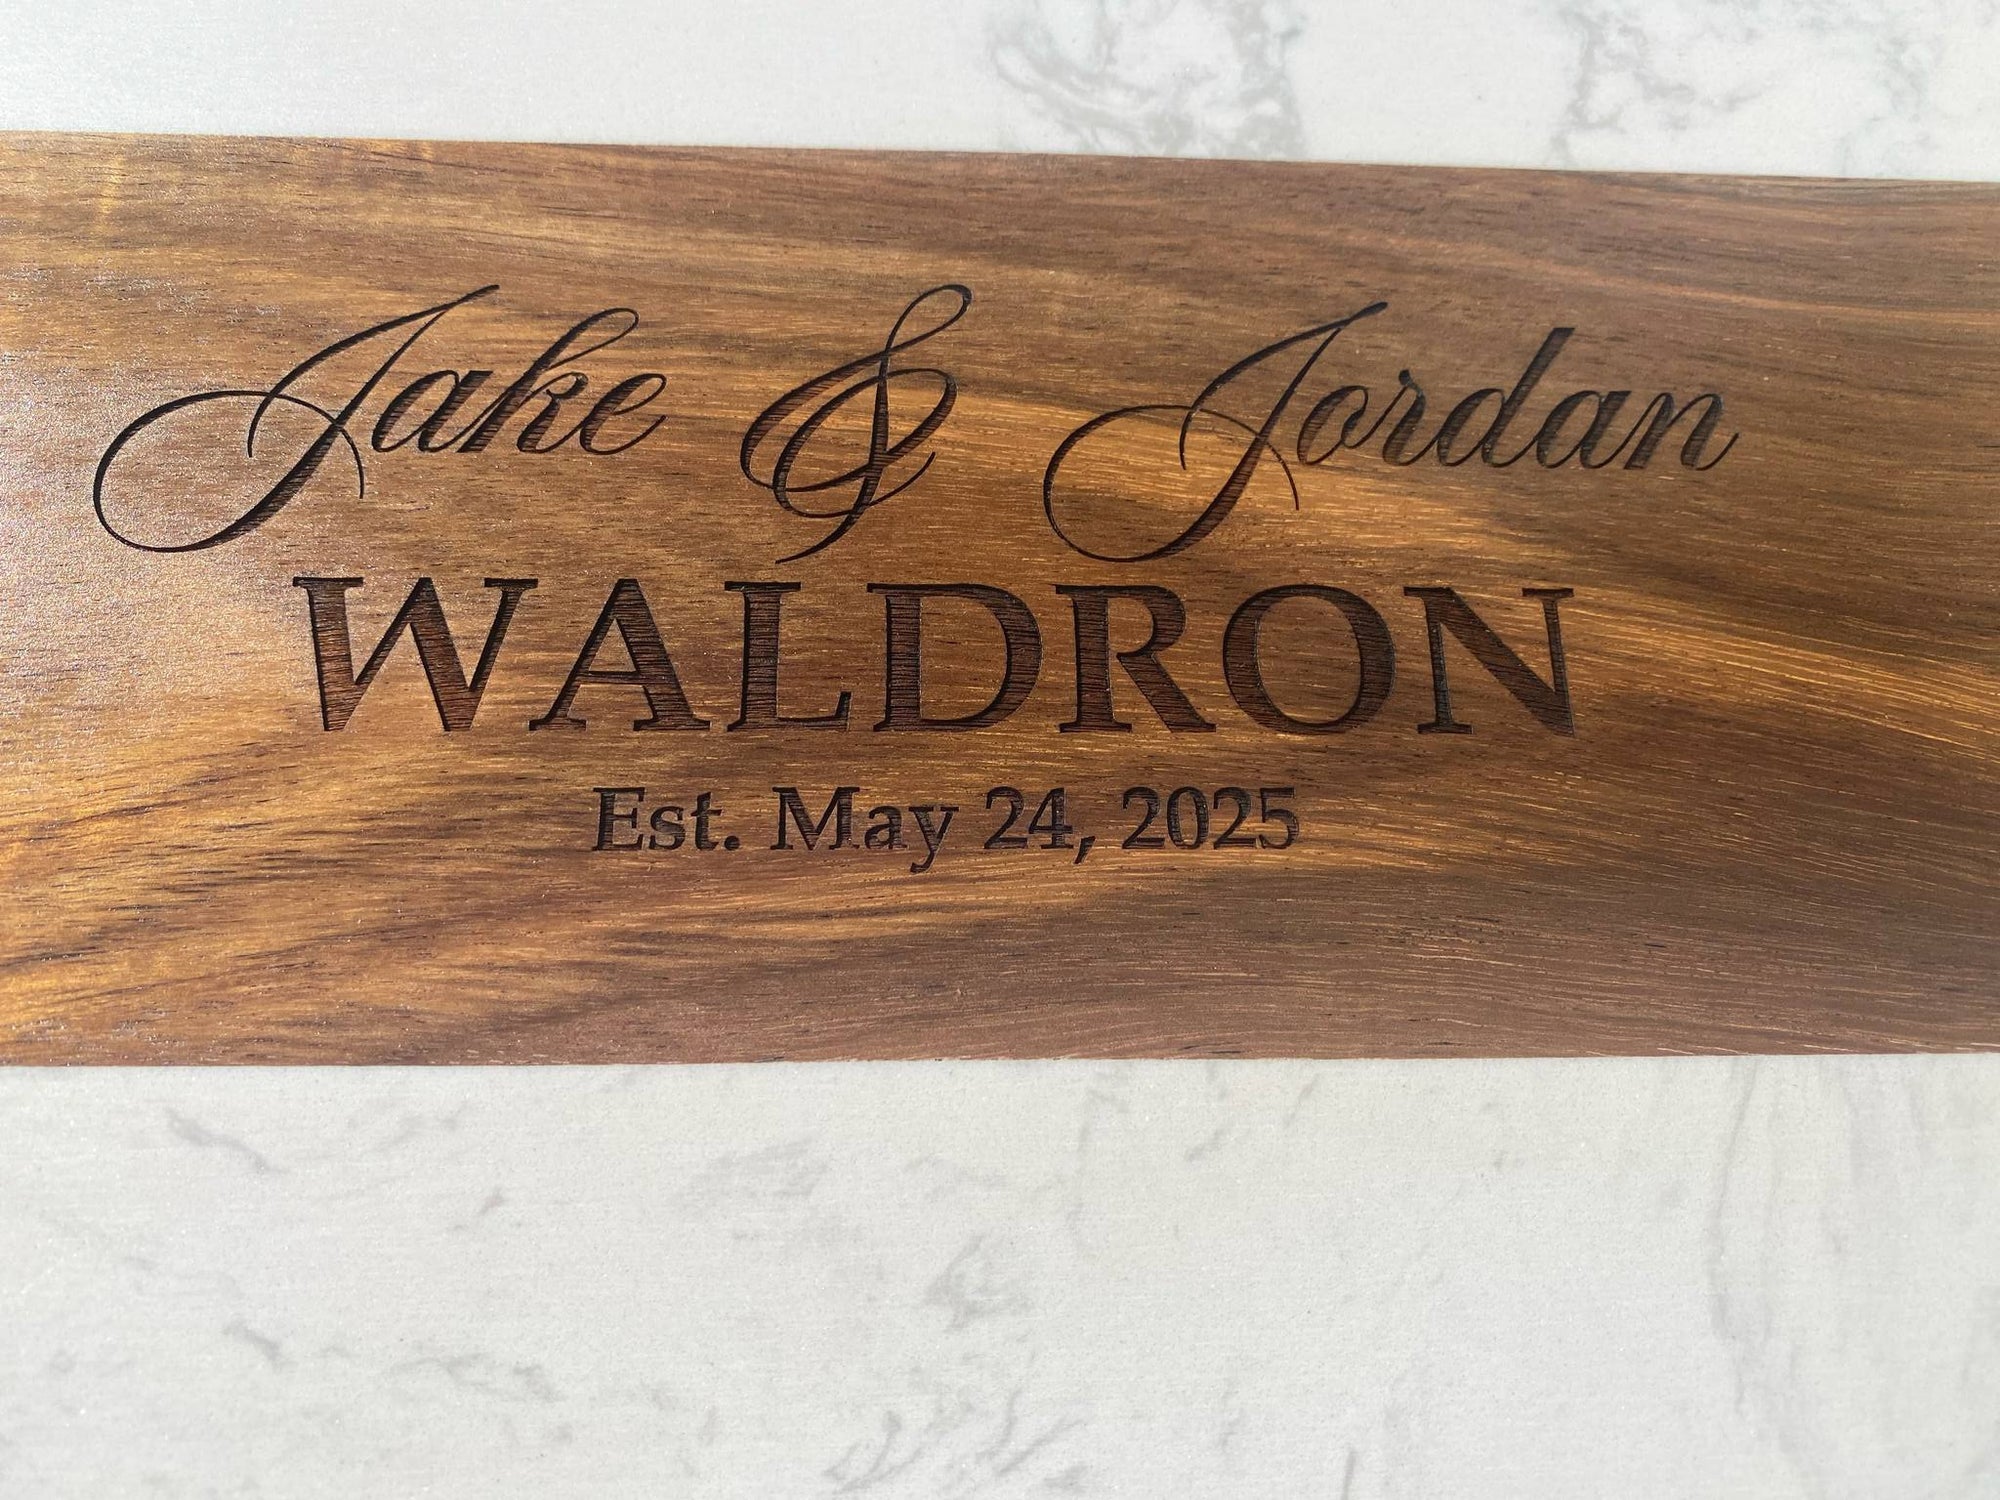 Jake & Jordan
WALDRON
Est. May 24, 2025